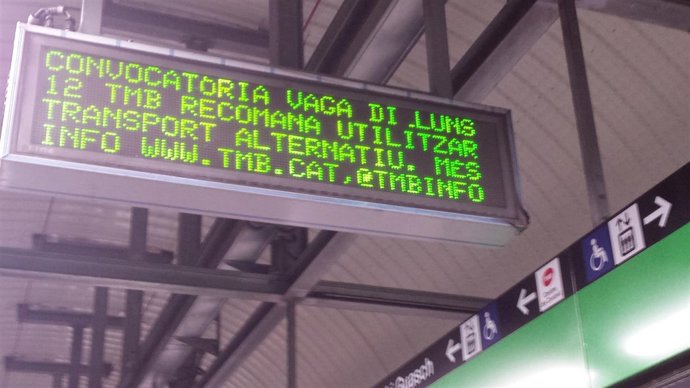 CONVOCATORIA VAGA DI.LUNS
12 TMB RECOMANA UTILITZAR
TRANSPORT ALTERNATIU. MES
INFO WWW.TMB.CAT,@TMBINFO